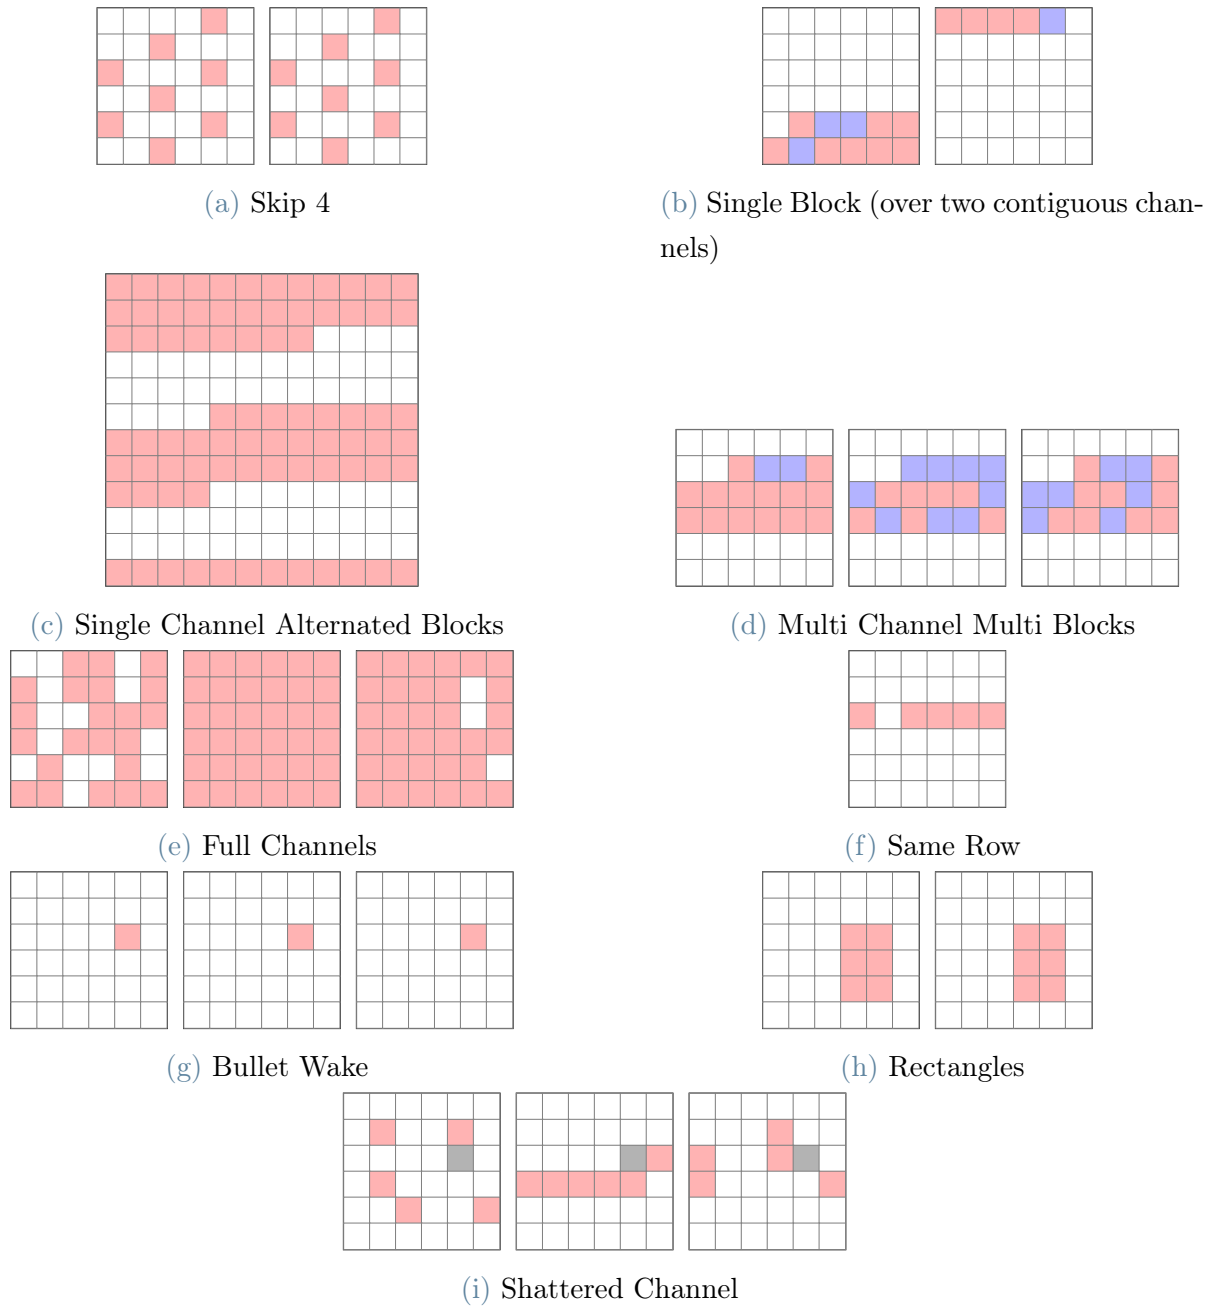 (a) Skip 4
(b) Single Block (over two contiguous chan-
nels)
(c) Single Channel Alternated Blocks
(d) Multi Channel Multi Blocks
(e) Full Channels
(f) Same Row
(g) Bullet Wake
(h) Rectangles
(i) Shattered Channel